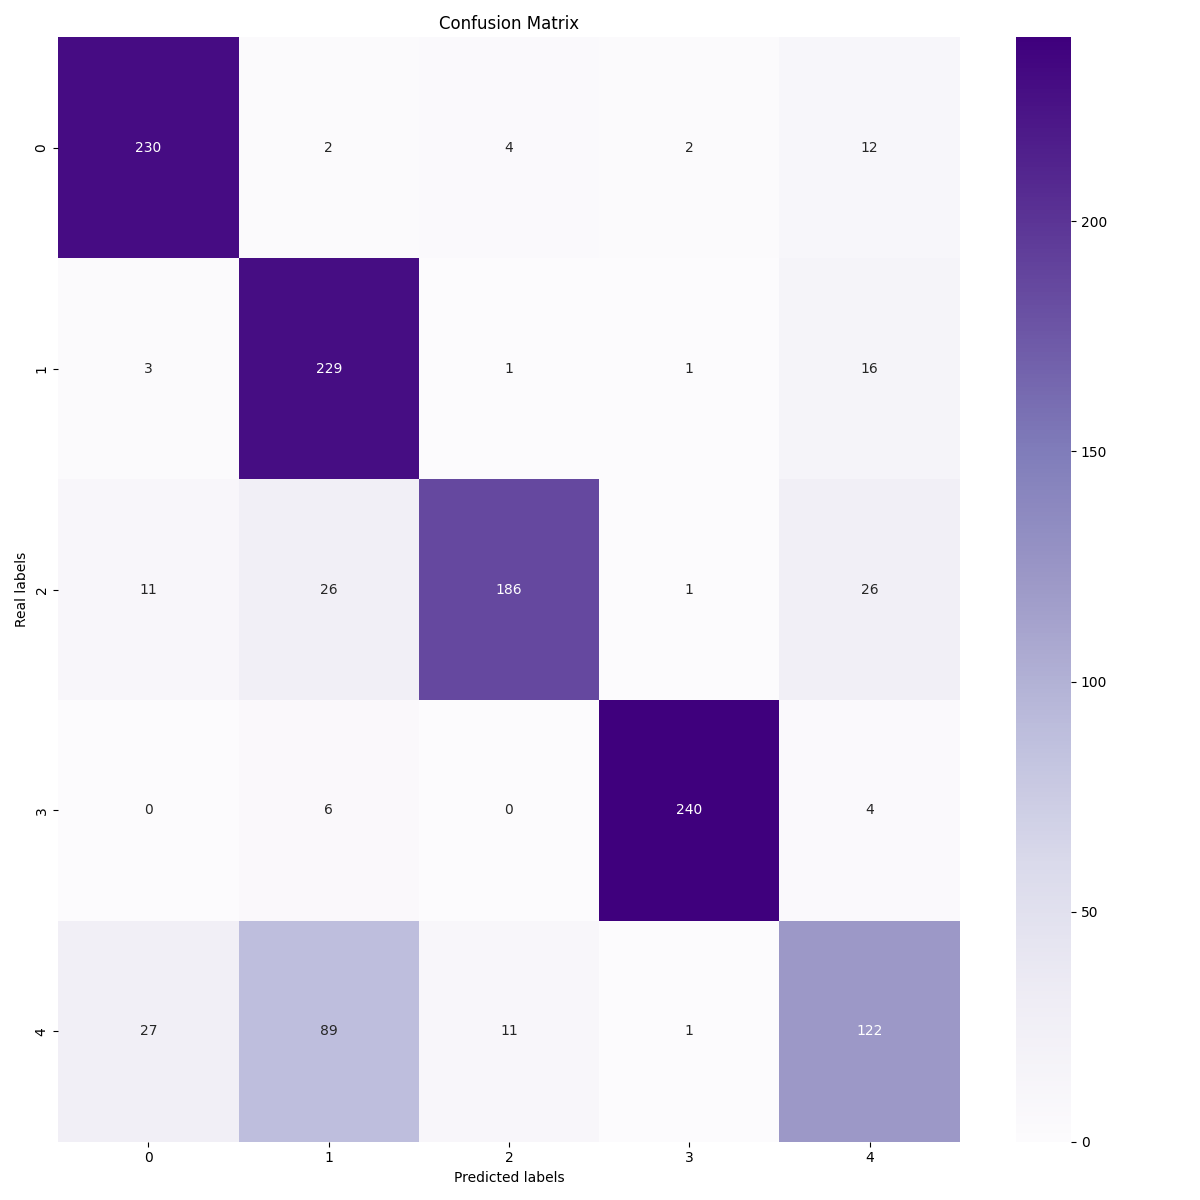 Confusion Matrix
0 230 2 4 2 12
1 3 229 1 1 16
2 11 26 186 1 26
3 0 6 0 240 4
4 27 89 11 1 122
0 1 2 3 4
Predicted labels
Real labels
200
150
100
50
0